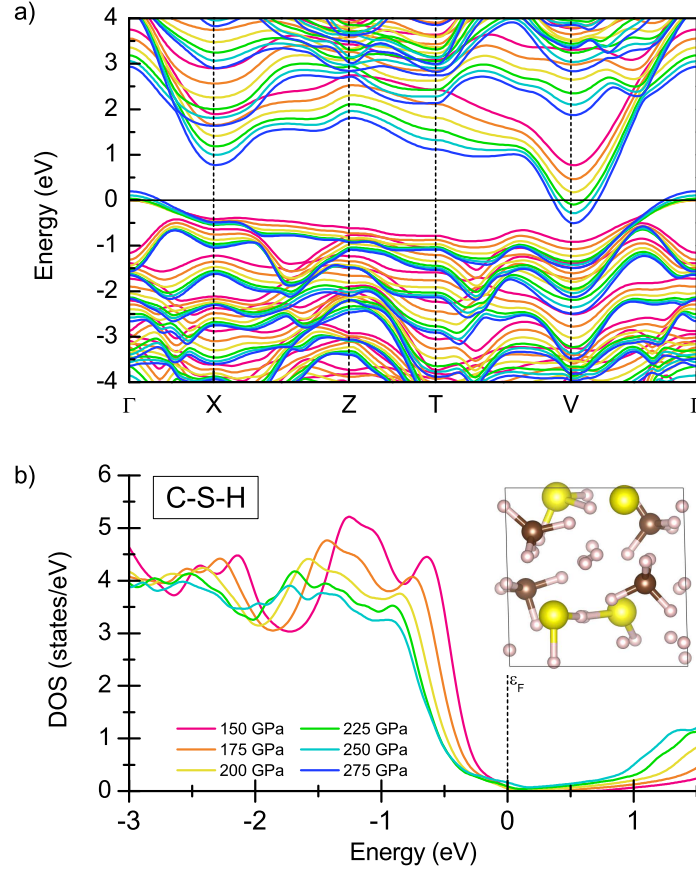 a)
Energy (eV)
4
3
2
1
0
-1
-2
-3
-4
Γ X Z T V Γ
b)
DOS (states/eV)
6
5
4
3
2
1
0
C-S-H
εF
150 GPa 225 GPa
175 GPa 250 GPa
200 GPa 275 GPa
-3 -2 -1 0 1
Energy (eV)